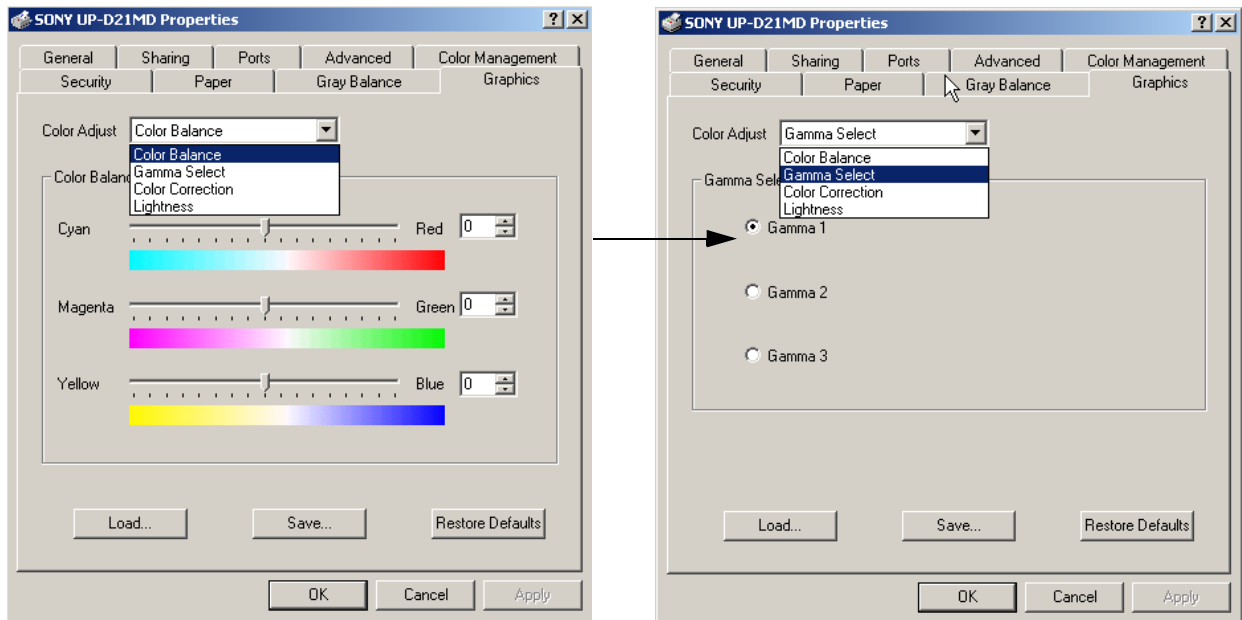 SONY UP-D21MD Properties
General Sharing Ports Advanced Color Management
Security Paper Gray Balance Graphics
Color Adjust Color Balance
Color Balance
Gamma Select
Color Correction
Lightness
Color Balan
Cyan Red 0
Magenta Green 0
Yellow Blue 0
Load... Save... Restore Defaults
OK Cancel Apply
SONY UP-D21MD Properties
General Sharing Ports Advanced Color Management
Security Paper Gray Balance Graphics
Color Adjust Gamma Select
Color Balance
Gamma Select
Color Correction
Lightness
Gamma Sel
Gamma 1
Gamma 2
Gamma 3
Load... Save... Restore Defaults
OK Cancel Apply